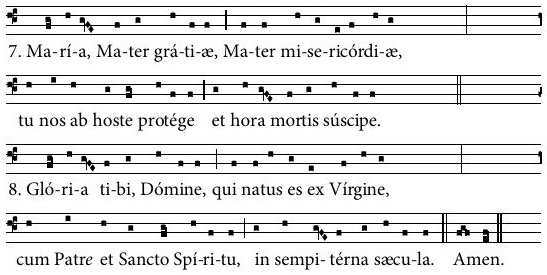 7. Ma-rí-a, Ma-ter grá-ti-æ, Ma-ter mi-se-ricórdi-æ,
tu nos ab hoste protége et hora mortis súscipe.
8. Gló-ri-a ti-bi, Dómine, qui natus es ex Vírgine,
cum Patre et Sancto Spí-ri-tu, in sempi-térna sæcu-la. Amen.